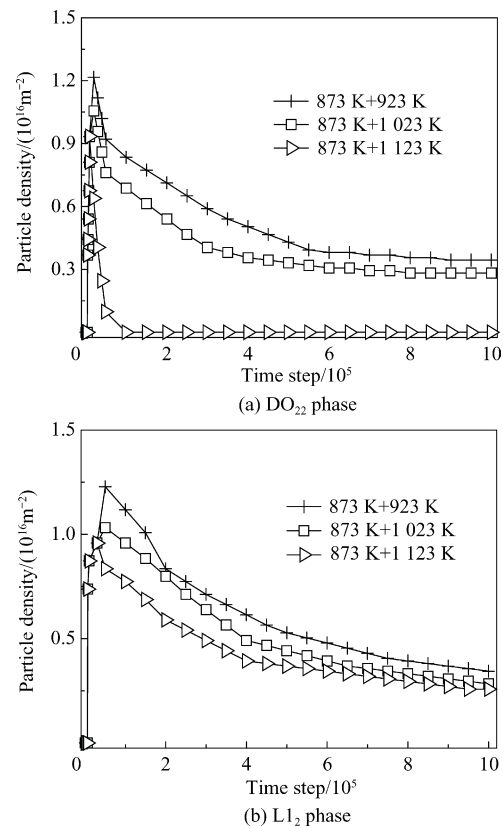 1.5
1.2
0.9
0.6
0.3
Particle density/(10¹⁶m⁻²)
873 K+923 K
873 K+1 023 K
873 K+1 123 K
0 2 4 6 8 10
Time step/10⁵
(a) DO₂₂ phase
1.5
1.0
0.5
Particle density/(10¹⁶m⁻²)
873 K+923 K
873 K+1 023 K
873 K+1 123 K
0 2 4 6 8 10
Time step/10⁵
(b) L1₂ phase